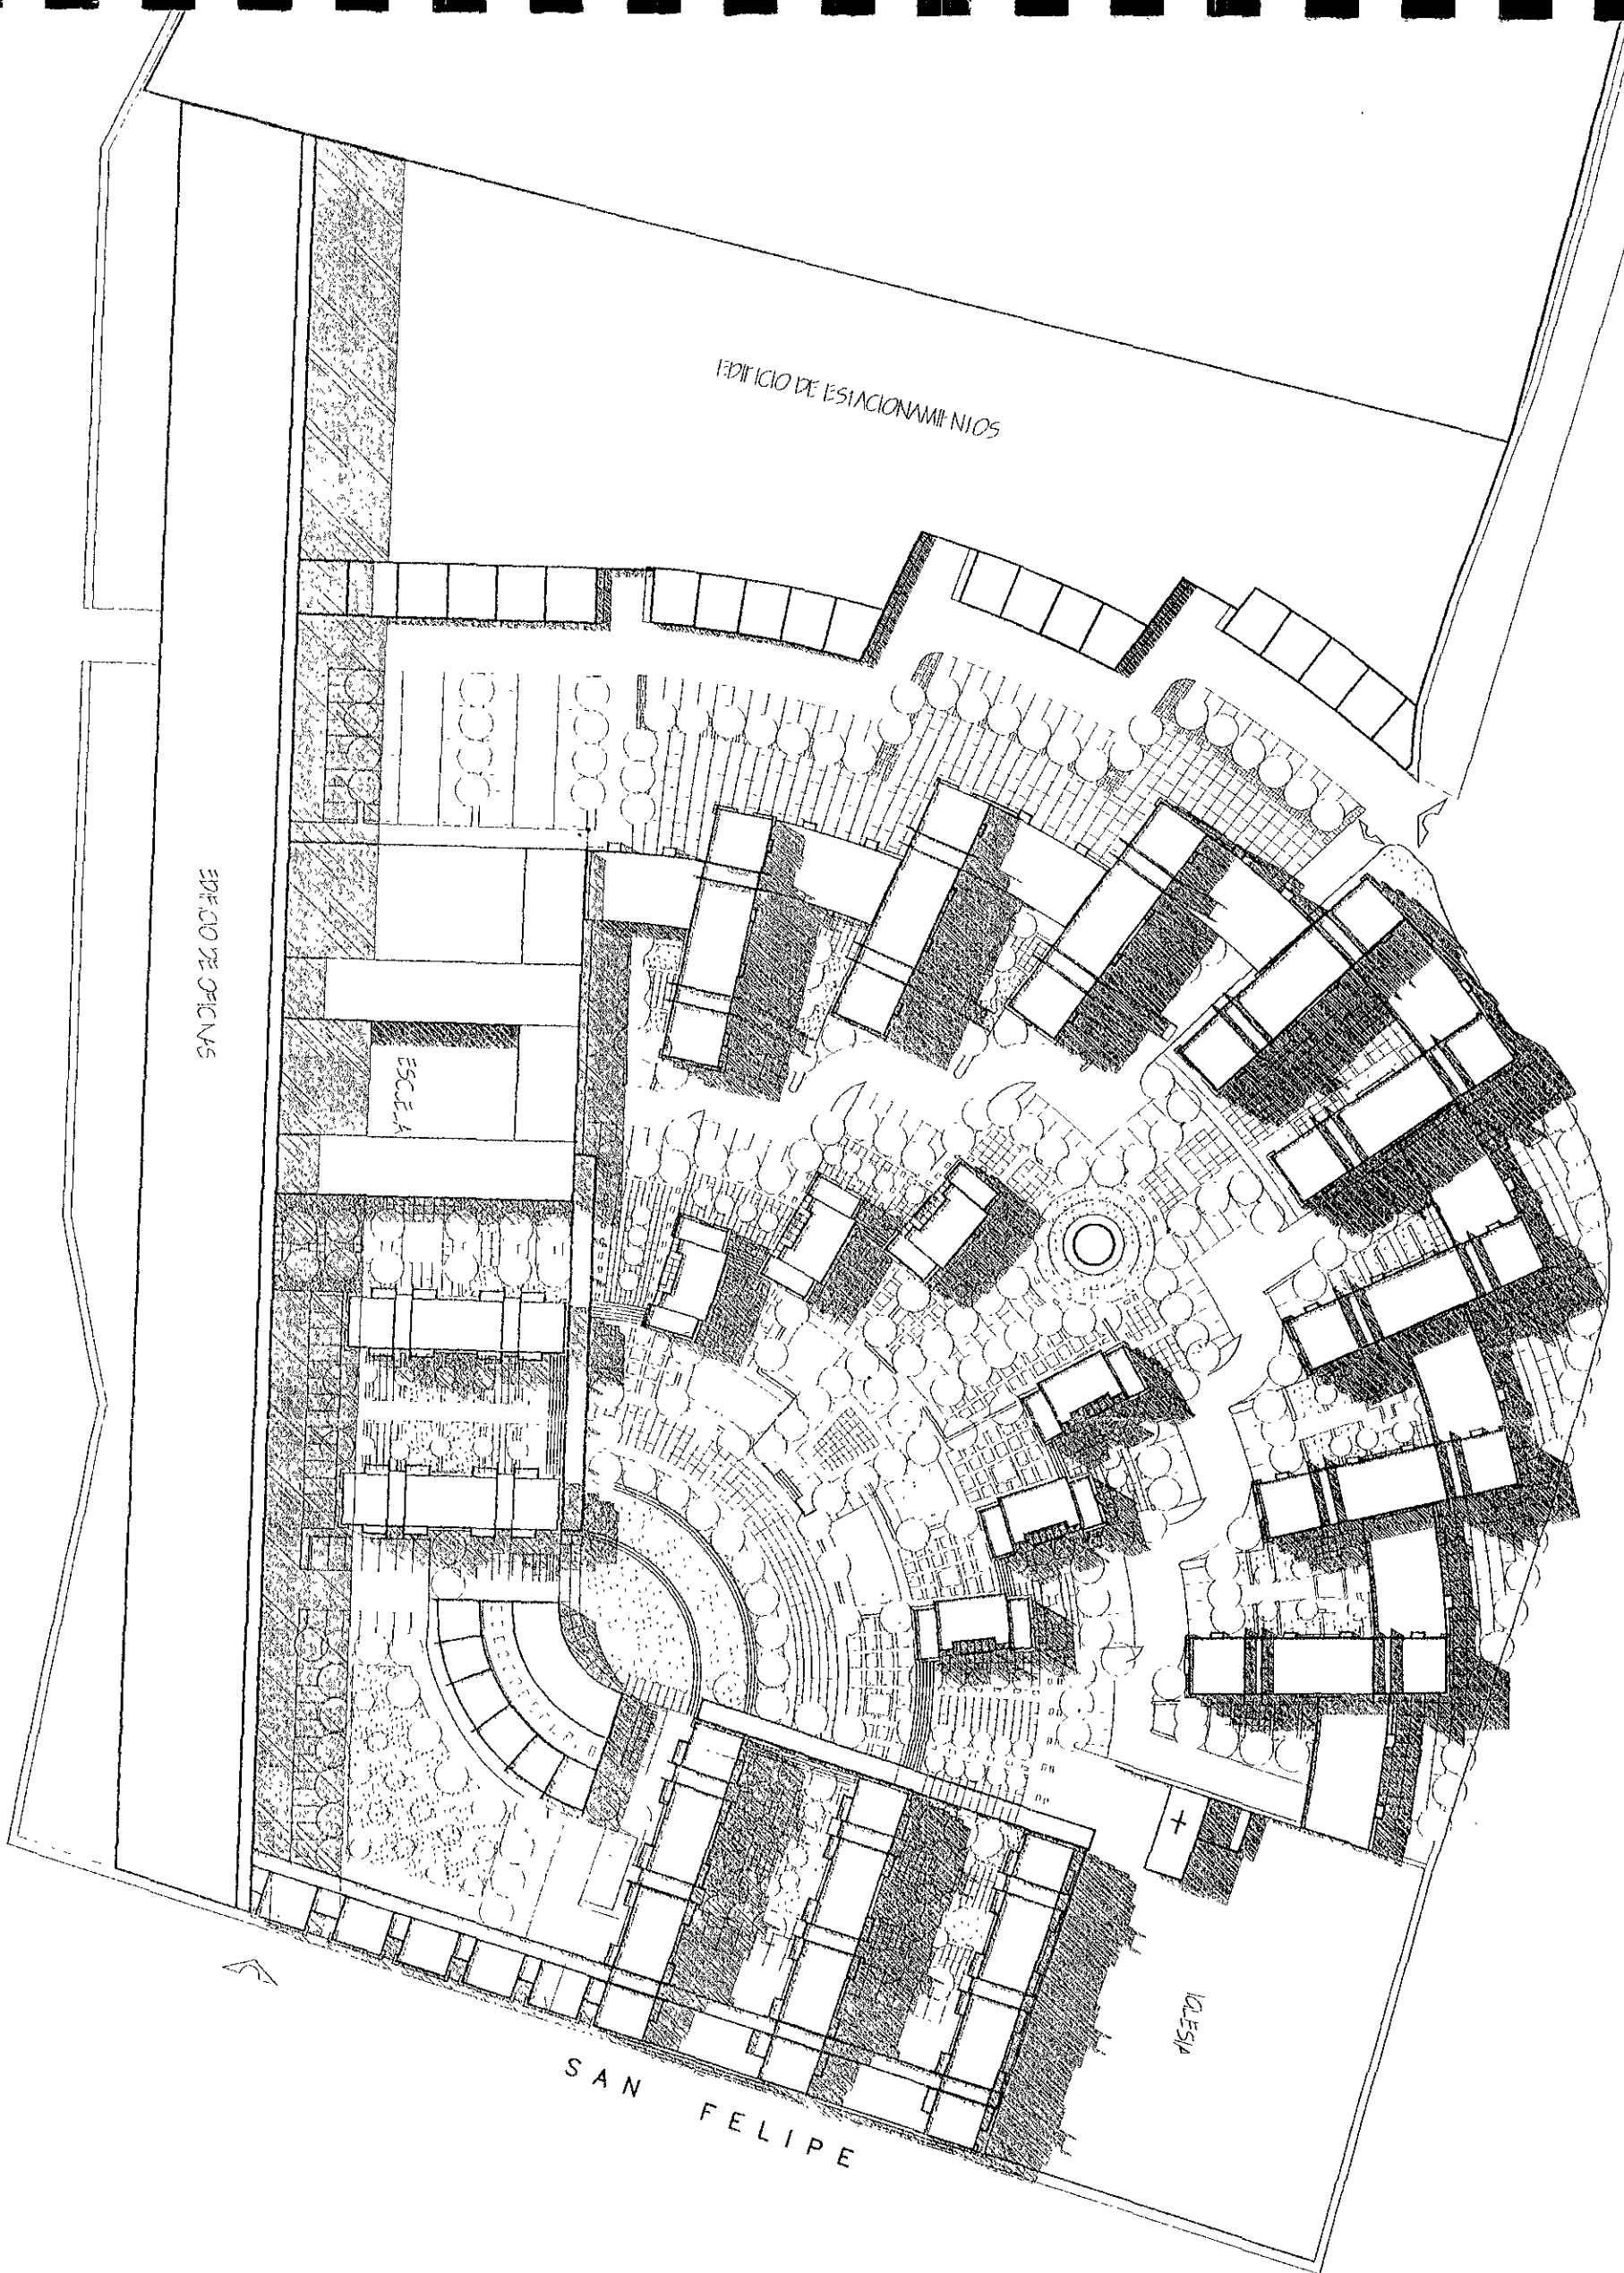 EDIFICIO DE ESTACIONAMIENTOS
EDIFICIO DE OFICINAS
ESCUELA
IGLESIA
SAN FELIPE